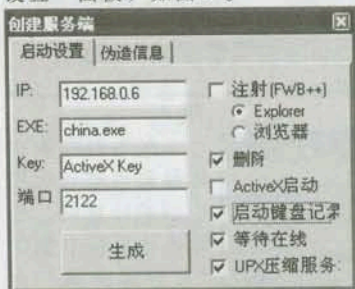 创建服务端
启动设置 伪造信息
IP: 192.168.0.6
EXE: china.exe
Key: ActiveX Key
端口 2122
生成
注射(FWB++)
Explorer
浏览器
删除
ActiveX启动
启动键盘记录
等待在线
UPX压缩服务: